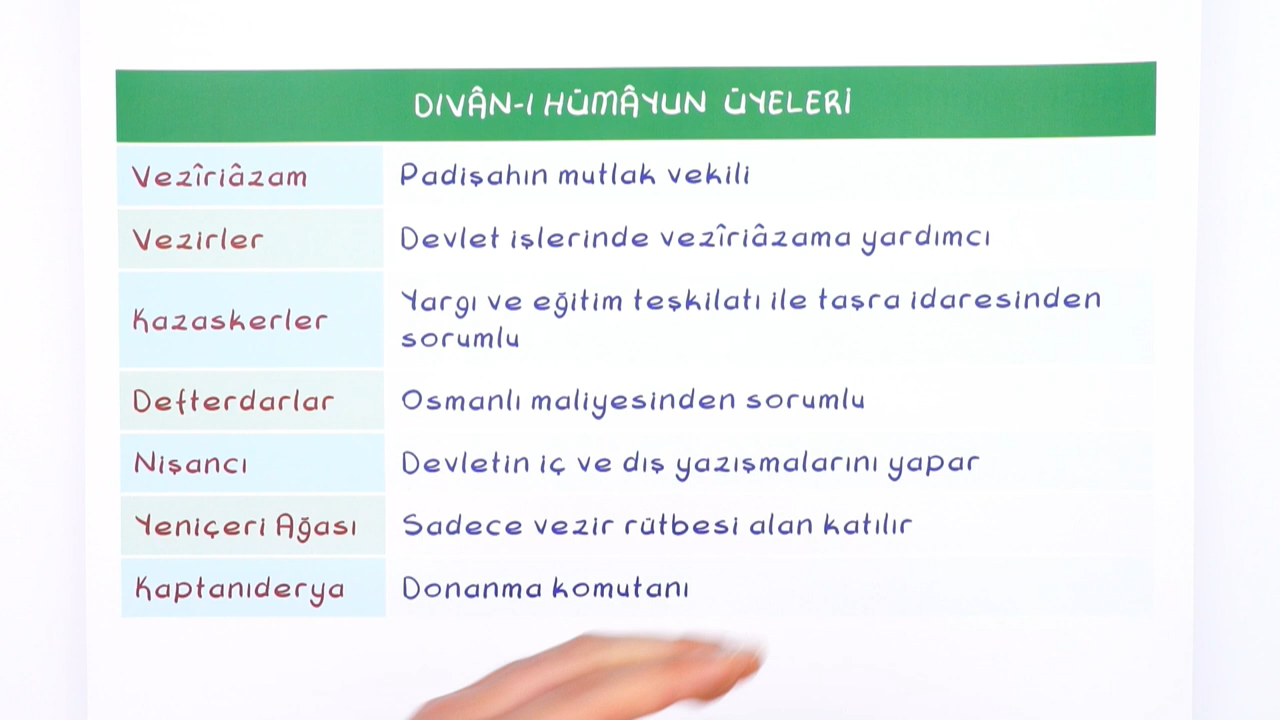 DIVÂN-I HÜMÂYUN ÜYELERİ
Vezîriâzam Padişahın mutlak vekili
Vezirler Devlet işlerinde vezîriâzama yardımcı
Kazaskerler Yargı ve eğitim teşkilatı ile taşra idaresinden
sorumlu
Defterdarlar Osmanlı maliyesinden sorumlu
Nişancı Devletin iç ve dış yazışmalarını yapar
Yeniçeri Ağası Sadece vezir rütbesi alan katılır
Kaptanıderya Donanma komutanı